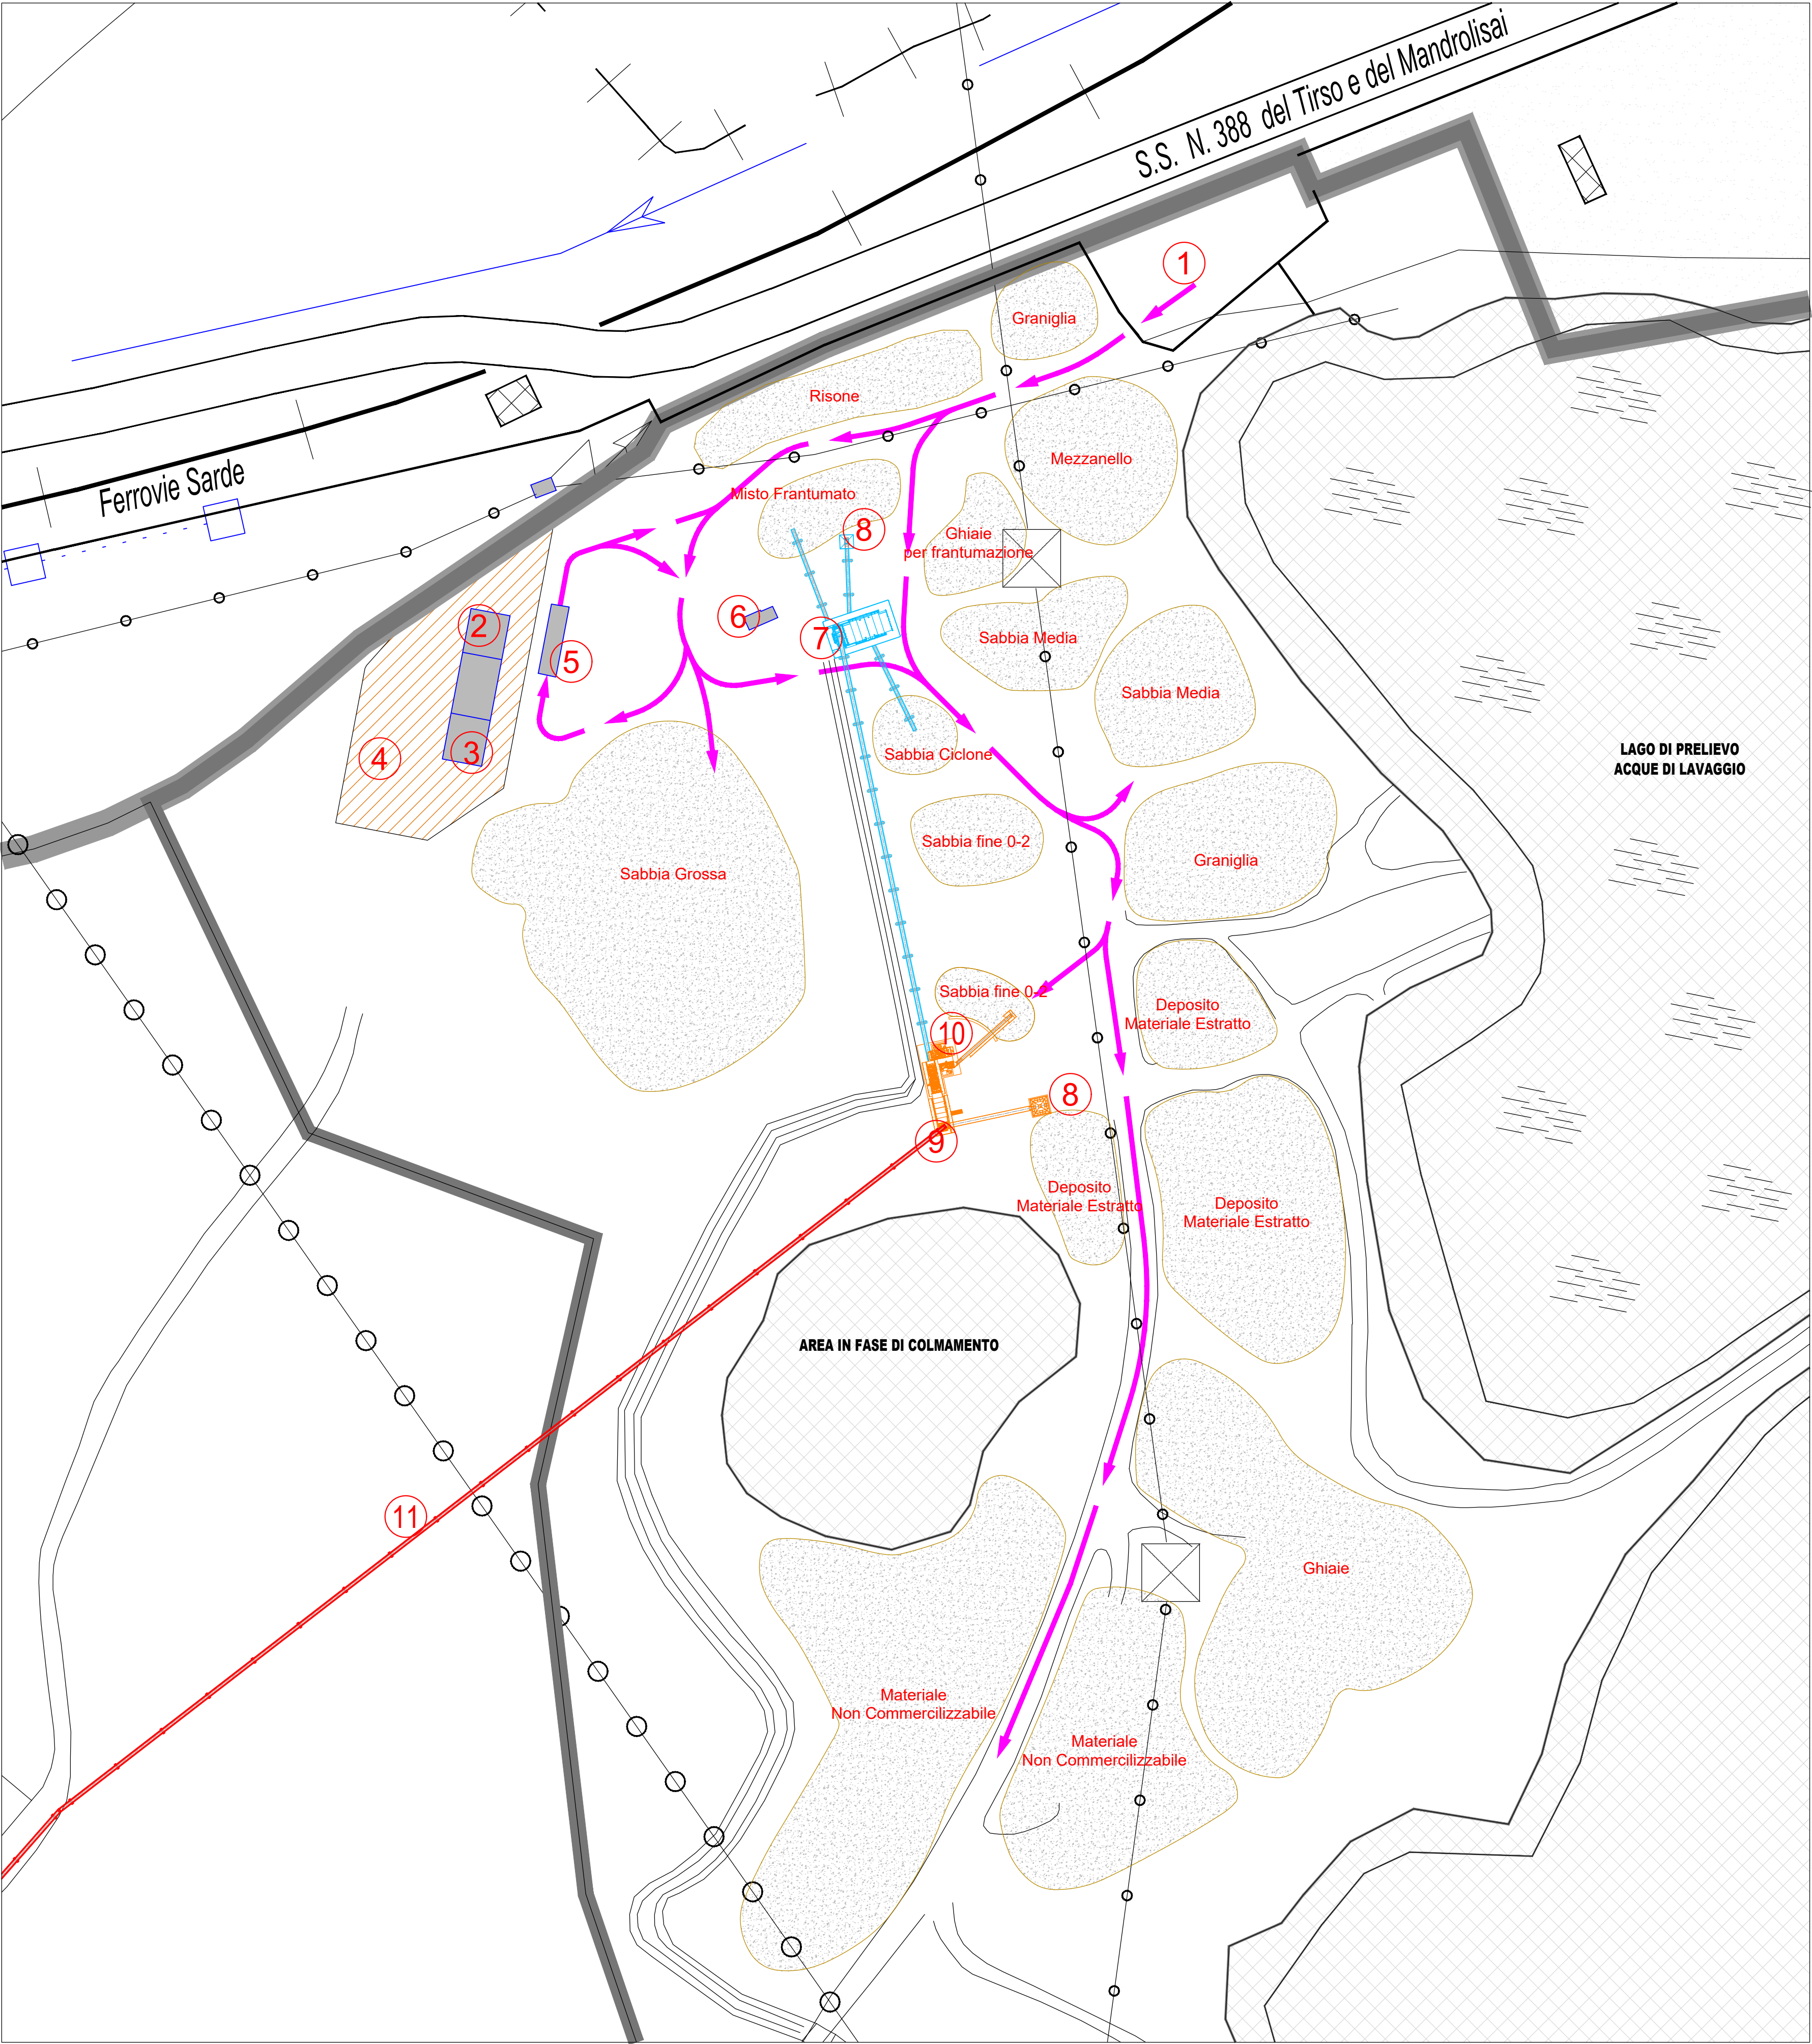 S.S. N. 388 del Tirso e del Mandrolisai
1
Graniglia
Risone
Mezzanello
Ferrovie Sarde
Misto Frantumato
8
Ghiaie
per frantumazione
2
6
7
Sabbia Media
5
Sabbia Media
4
3
Sabbia Ciclone
LAGO DI PRELIEVO
ACQUE DI LAVAGGIO
Sabbia fine 0-2
Graniglia
Sabbia Grossa
Sabbia fine 0-2
Deposito
Materiale Estratto
10
8
9
Deposito
Materiale Estratto
Deposito
Materiale Estratto
AREA IN FASE DI COLMAMENTO
11
Ghiaie
Materiale
Non Commercilizzabile
Materiale
Non Commercilizzabile